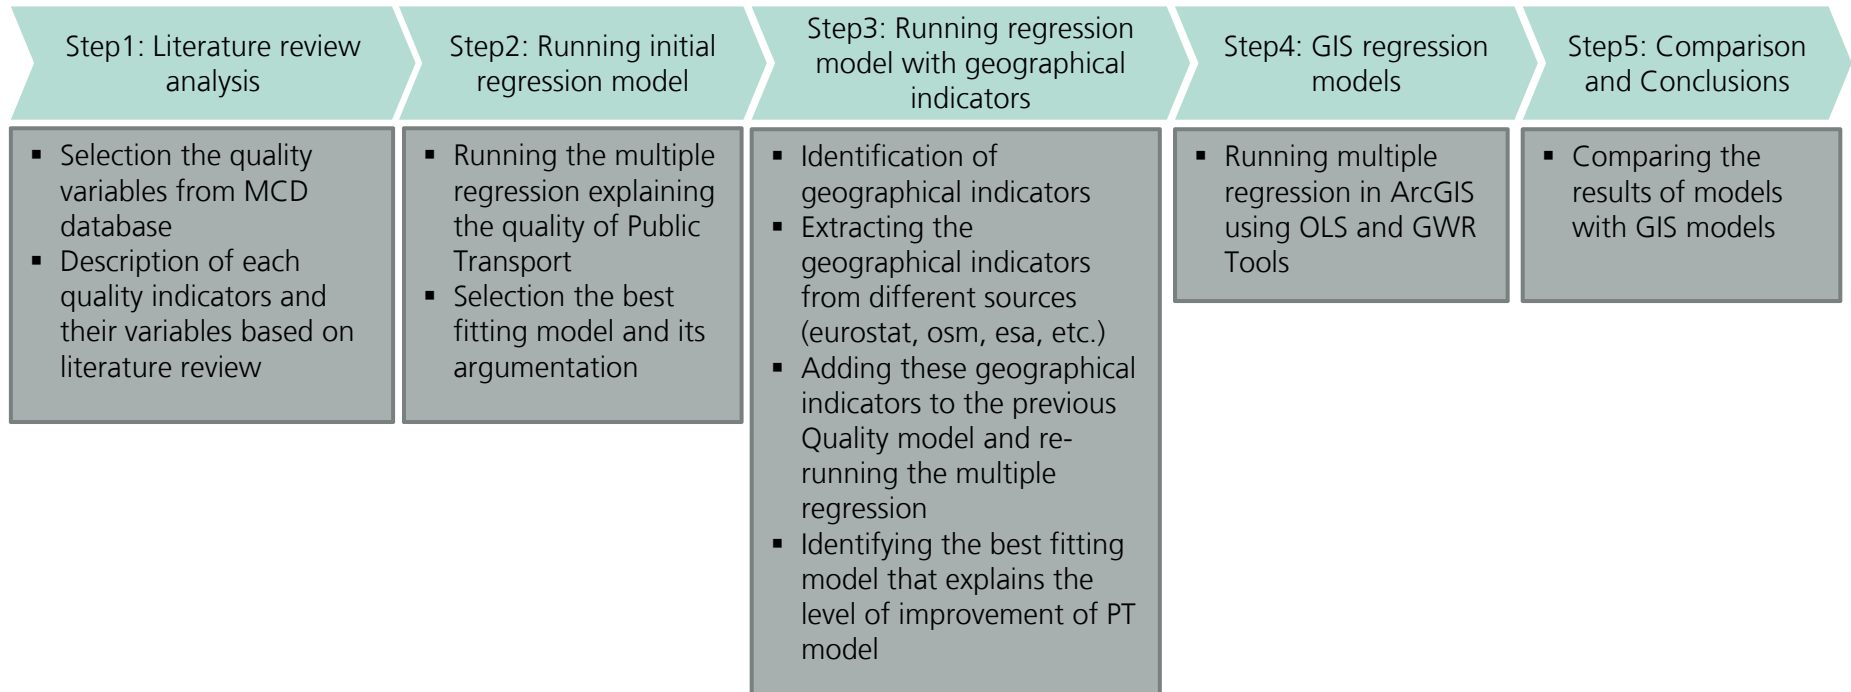 Step1: Literature review
analysis
▪ Selection the quality
variables from MCD
database
▪ Description of each
quality indicators and
their variables based on
literature review
Step2: Running initial
regression model
▪ Running the multiple
regression explaining
the quality of Public
Transport
▪ Selection the best
fitting model and its
argumentation
Step3: Running regression
model with geographical
indicators
▪ Identification of
geographical indicators
▪ Extracting the
geographical indicators
from different sources
(eurostat, osm, esa, etc.)
▪ Adding these geographical
indicators to the previous
Quality model and re-
running the multiple
regression
▪ Identifying the best fitting
model that explains the
level of improvement of PT
model
Step4: GIS regression
models
▪ Running multiple
regression in ArcGIS
using OLS and GWR
Tools
Step5: Comparison
and Conclusions
▪ Comparing the
results of models
with GIS models